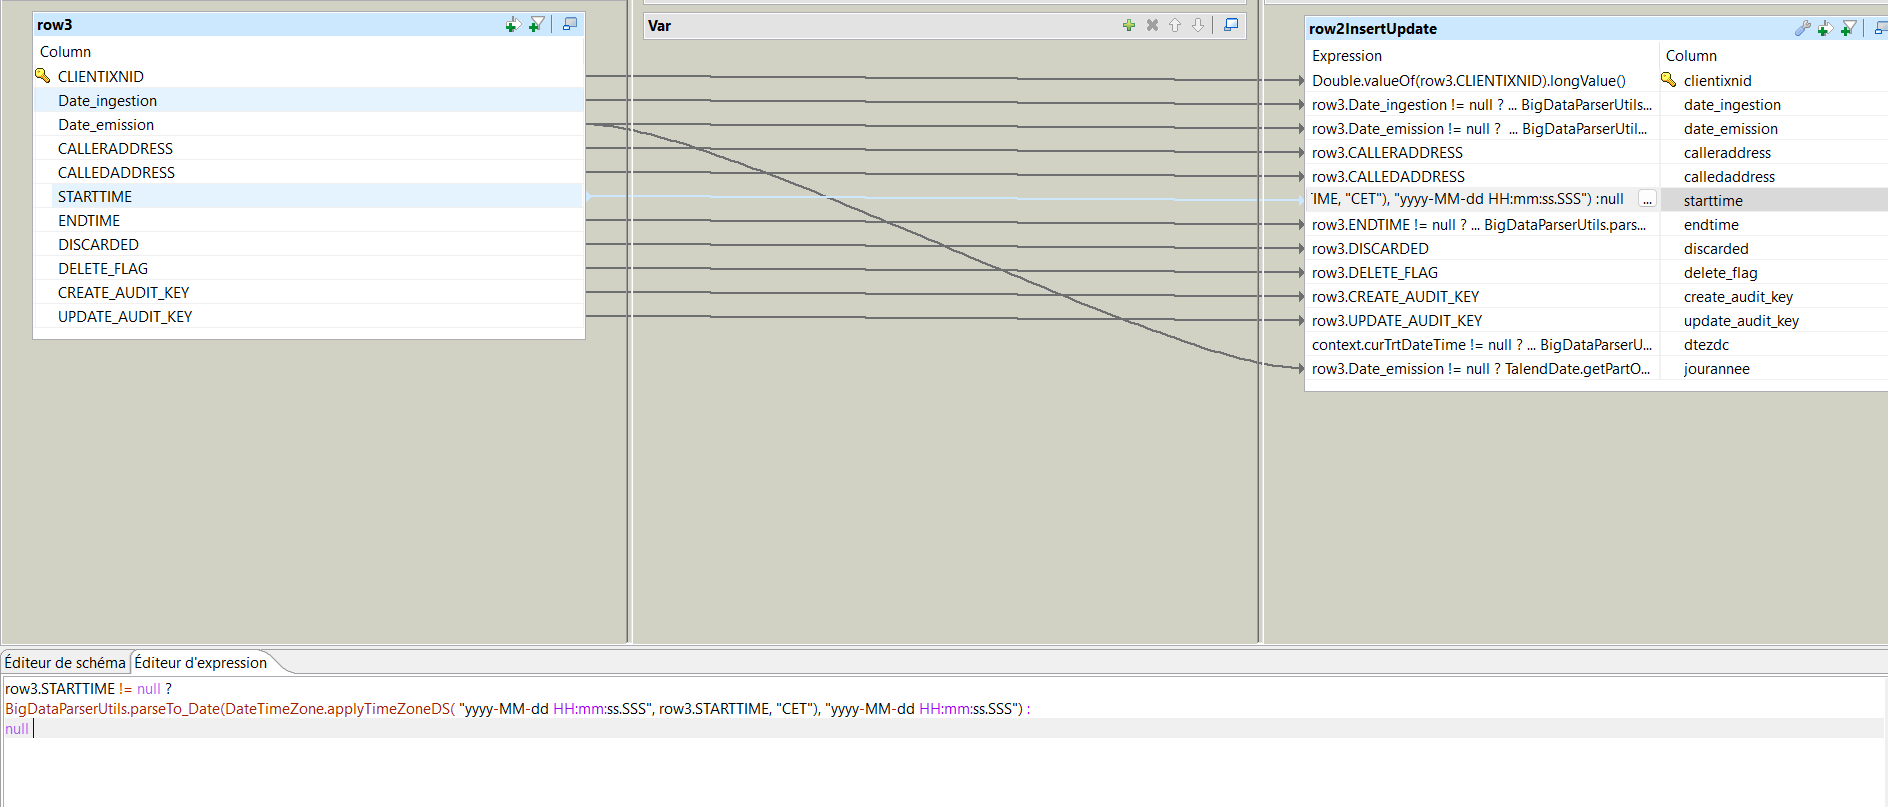 row3
Column
CLIENTIXNID
Date_ingestion
Date_emission
CALLERADDRESS
CALLEDADDRESS
STARTTIME
ENDTIME
DISCARDED
DELETE_FLAG
CREATE_AUDIT_KEY
UPDATE_AUDIT_KEY
Var
row2InsertUpdate
Expression Column
Double.valueOf(row3.CLIENTIXNID).longValue() clientixnid
row3.Date_ingestion != null ? ... BigDataParserUtils... date_ingestion
row3.Date_emission != null ? ... BigDataParserUtil... date_emission
row3.CALLERADDRESS calleraddress
row3.CALLEDADDRESS calledaddress
IME, "CET"), "yyyy-MM-dd HH:mm:ss.SSS") :null ... starttime
row3.ENDTIME != null ? ... BigDataParserUtils.pars... endtime
row3.DISCARDED discarded
row3.DELETE_FLAG delete_flag
row3.CREATE_AUDIT_KEY create_audit_key
row3.UPDATE_AUDIT_KEY update_audit_key
context.curTrtDateTime != null ? ... BigDataParserU... dtezdc
row3.Date_emission != null ? TalendDate.getPartO... jourannee
Éditeur de schéma Éditeur d'expression
row3.STARTTIME != null ?
BigDataParserUtils.parseTo_Date(DateTimeZone.applyTimeZoneDS( "yyyy-MM-dd HH:mm:ss.SSS", row3.STARTTIME, "CET"), "yyyy-MM-dd HH:mm:ss.SSS") :
null